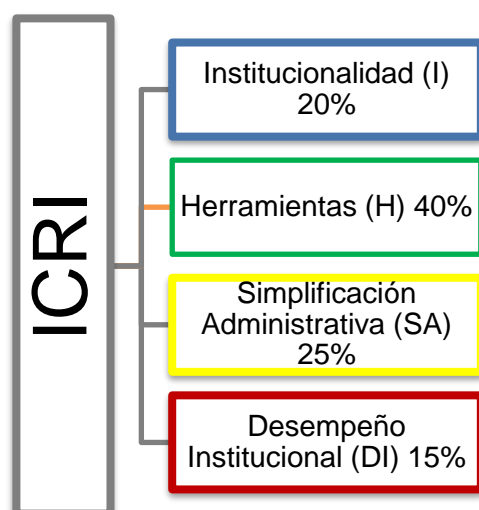 ICRI
Institucionalidad (I)
20%
Herramientas (H) 40%
Simplificación
Administrativa (SA)
25%
Desempeño
Institucional (DI) 15%